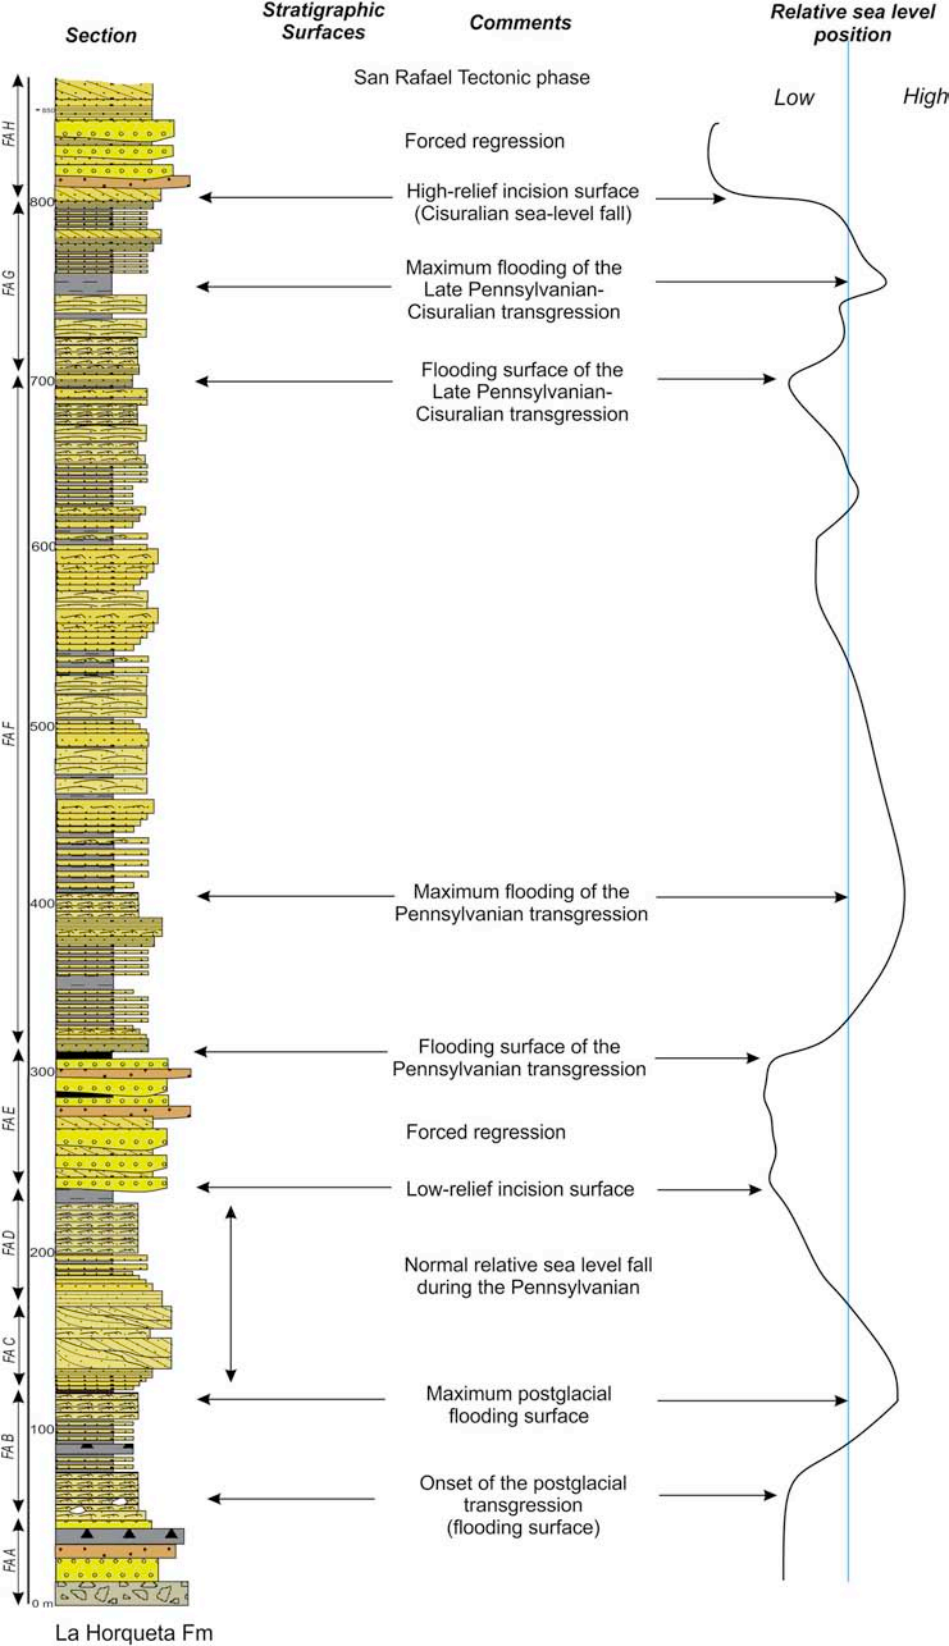 Section
Stratigraphic
Surfaces
Comments
Relative sea level
position
Low
High
San Rafael Tectonic phase
850
FA H
Forced regression
High-relief incision surface
(Cisuralian sea-level fall)
800
FA G
Maximum flooding of the
Late Pennsylvanian-
Cisuralian transgression
Flooding surface of the
Late Pennsylvanian-
Cisuralian transgression
700
600
FA F
500
Maximum flooding of the
Pennsylvanian transgression
400
Flooding surface of the
Pennsylvanian transgression
300
FA E
Forced regression
Low-relief incision surface
FA D
200
Normal relative sea level fall
during the Pennsylvanian
FA C
Maximum postglacial
flooding surface
100
FA B
Onset of the postglacial
transgression
(flooding surface)
FA A
0 m
La Horqueta Fm